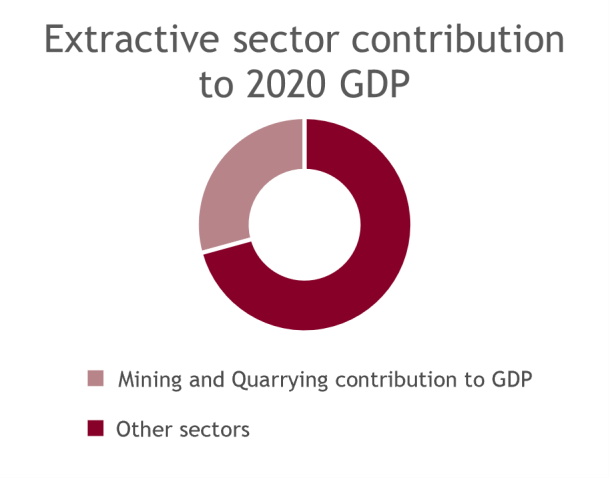 Extractive sector contribution
to 2020 GDP
Mining and Quarrying contribution to GDP
Other sectors